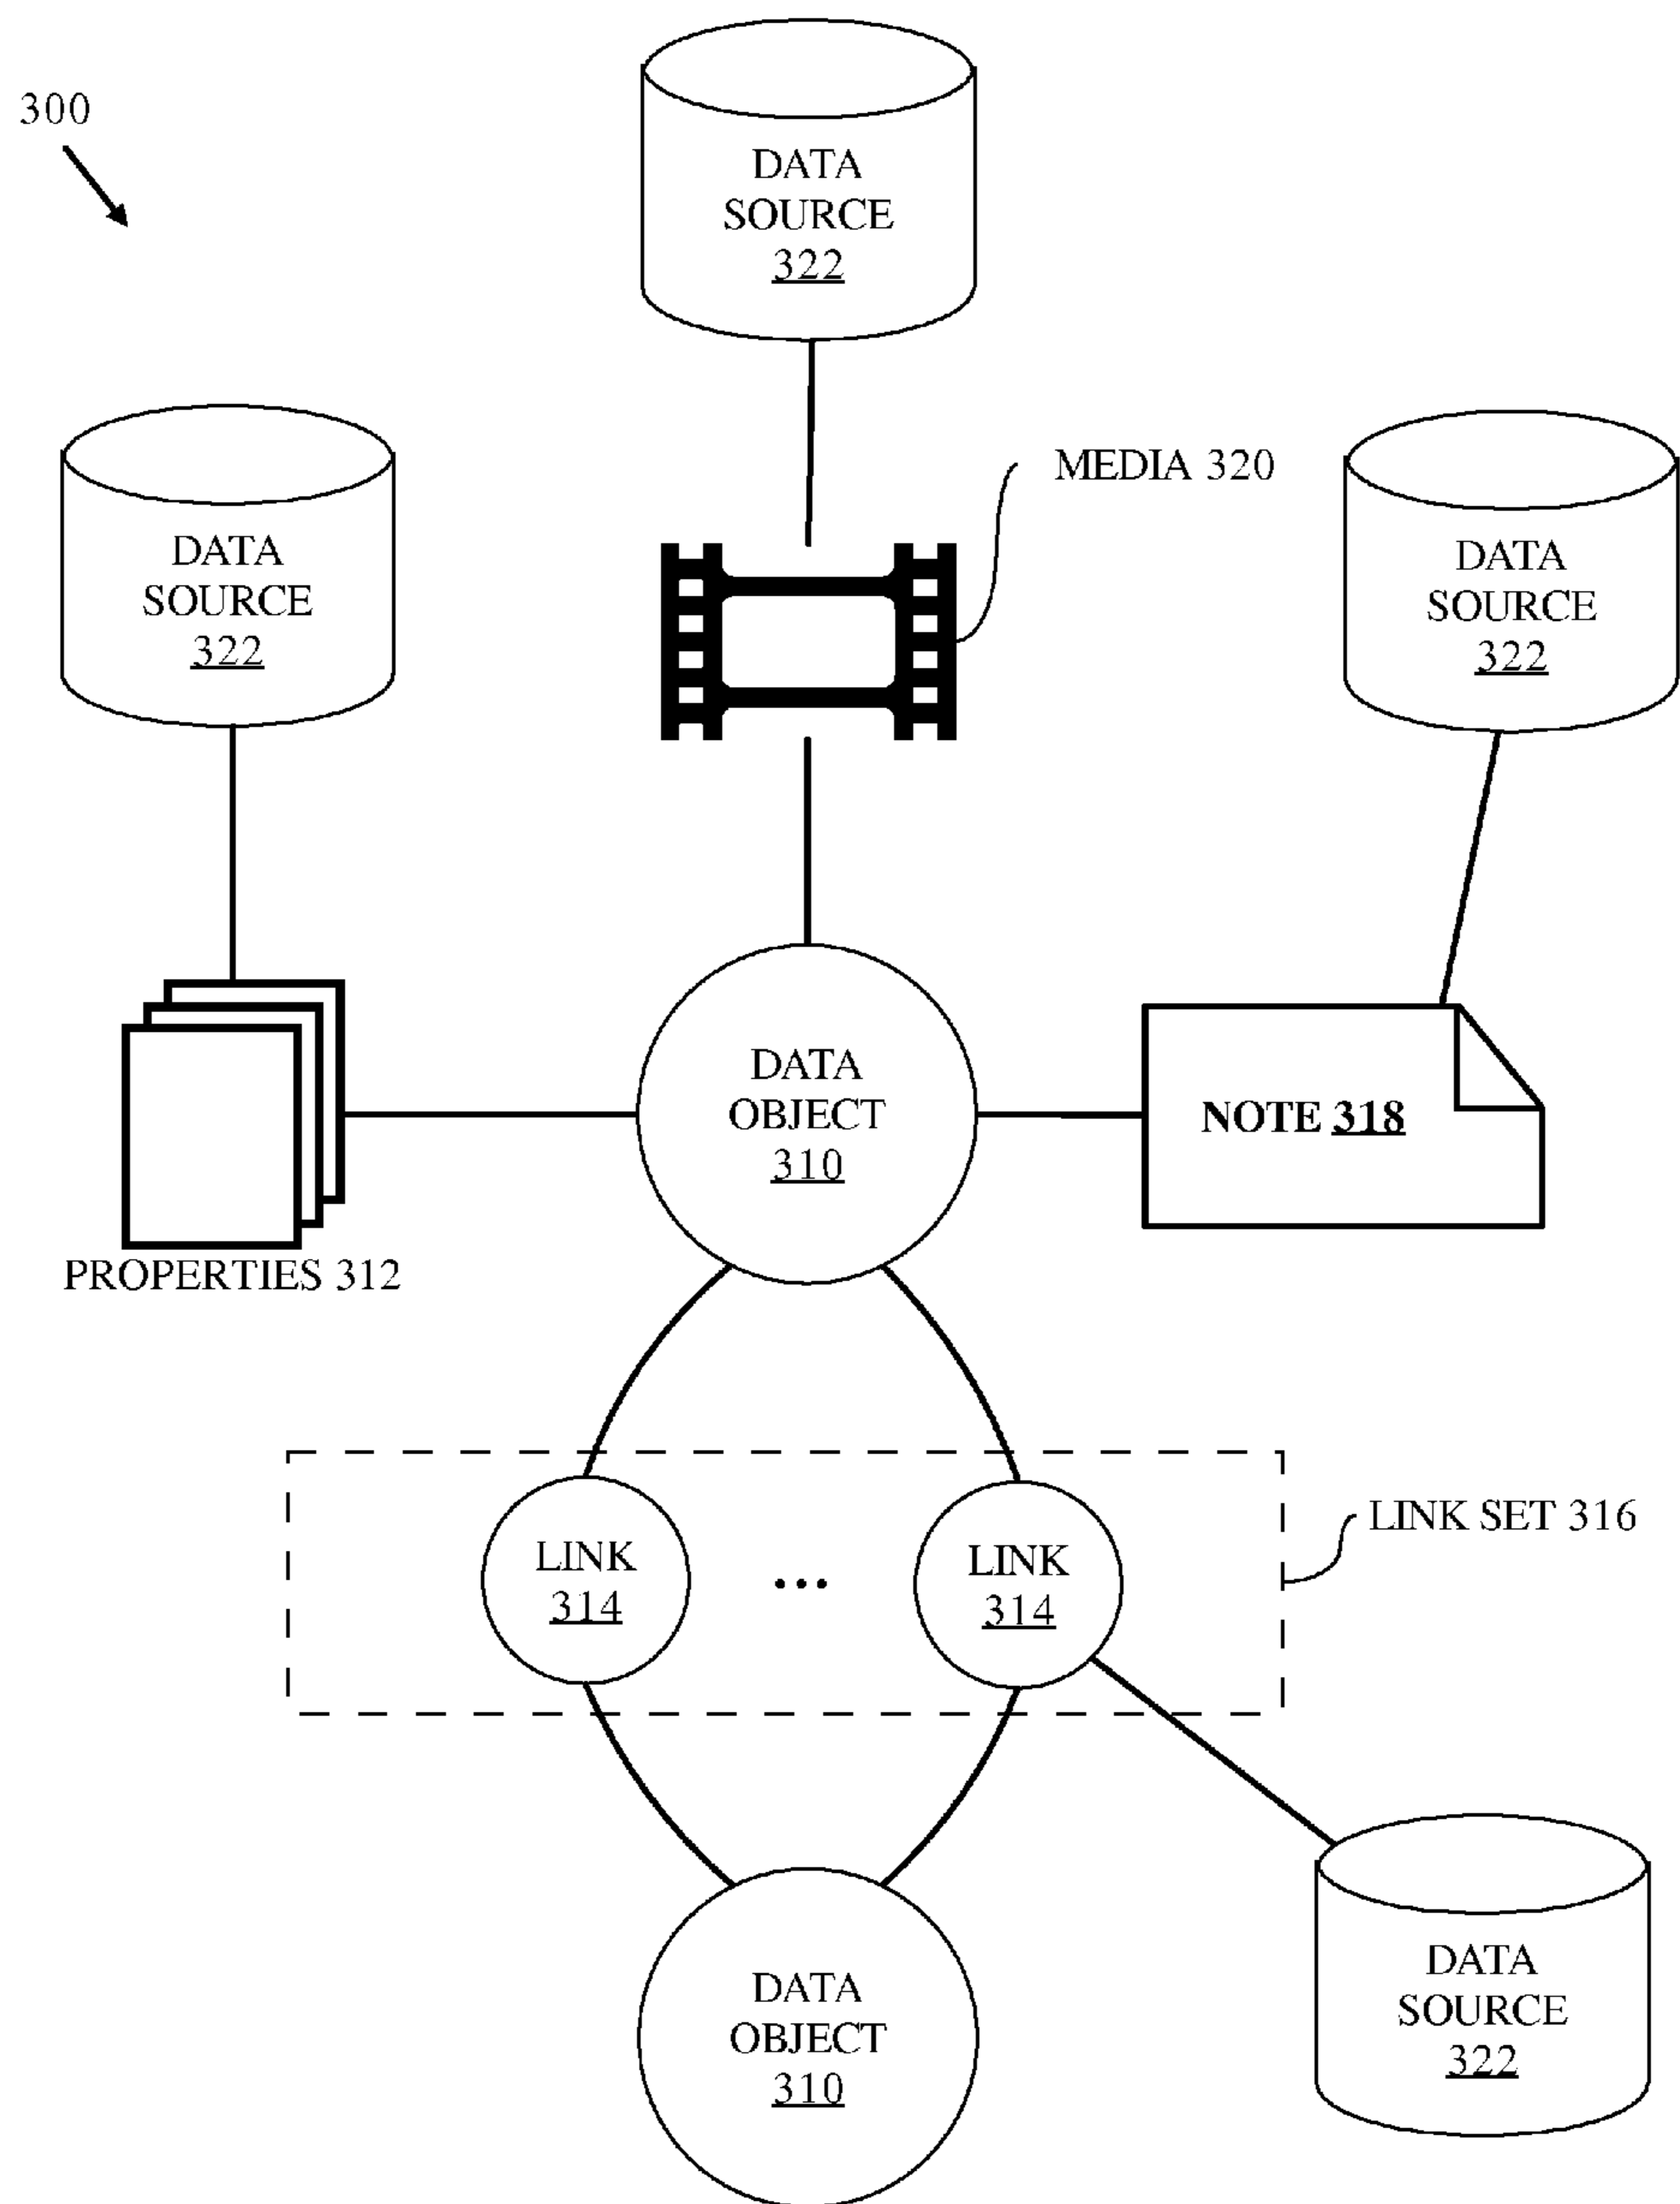 300
DATA
SOURCE
322
MEDIA 320
DATA
SOURCE
322
DATA
SOURCE
322
DATA
OBJECT
310
NOTE 318
PROPERTIES 312
LINK SET 316
LINK
314
...
LINK
314
DATA
SOURCE
322
DATA
OBJECT
310